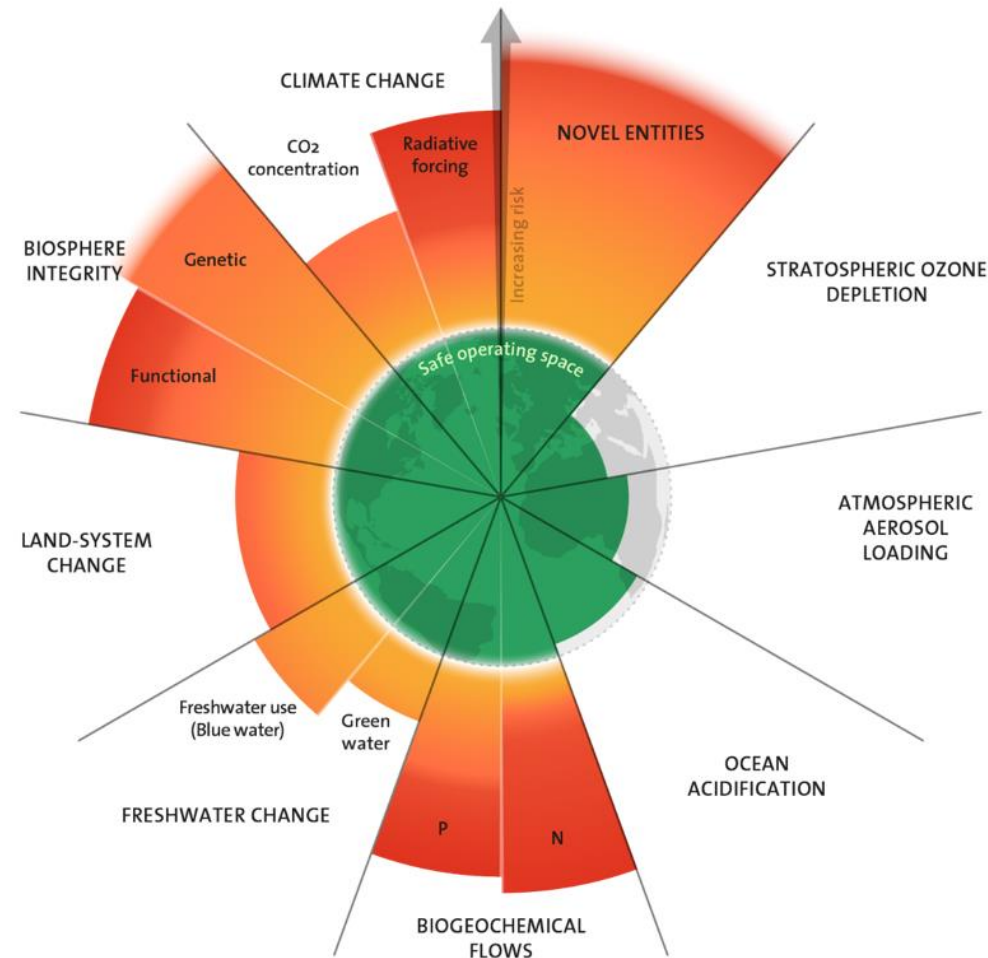 CLIMATE CHANGE
CO2
concentration
Radiative
forcing
NOVEL ENTITIES
Increasing risk
STRATOSPHERIC OZONE
DEPLETION
BIOSPHERE
INTEGRITY
Genetic
Functional
Safe operating space
ATMOSPHERIC
AEROSOL
LOADING
LAND-SYSTEM
CHANGE
Freshwater use
(Blue water)
Green
water
OCEAN
ACIDIFICATION
FRESHWATER CHANGE
P
N
BIOGEOCHEMICAL
FLOWS